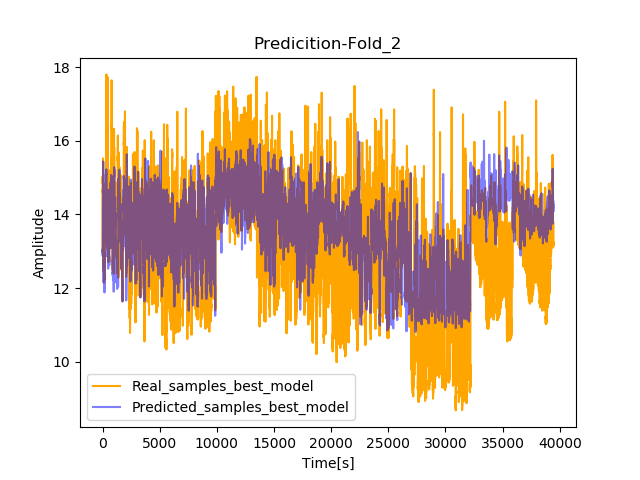 Predicition-Fold_2
18
16
14
12
10
Amplitude
Real_samples_best_model
Predicted_samples_best_model
0 5000 10000 15000 20000 25000 30000 35000 40000
Time[s]